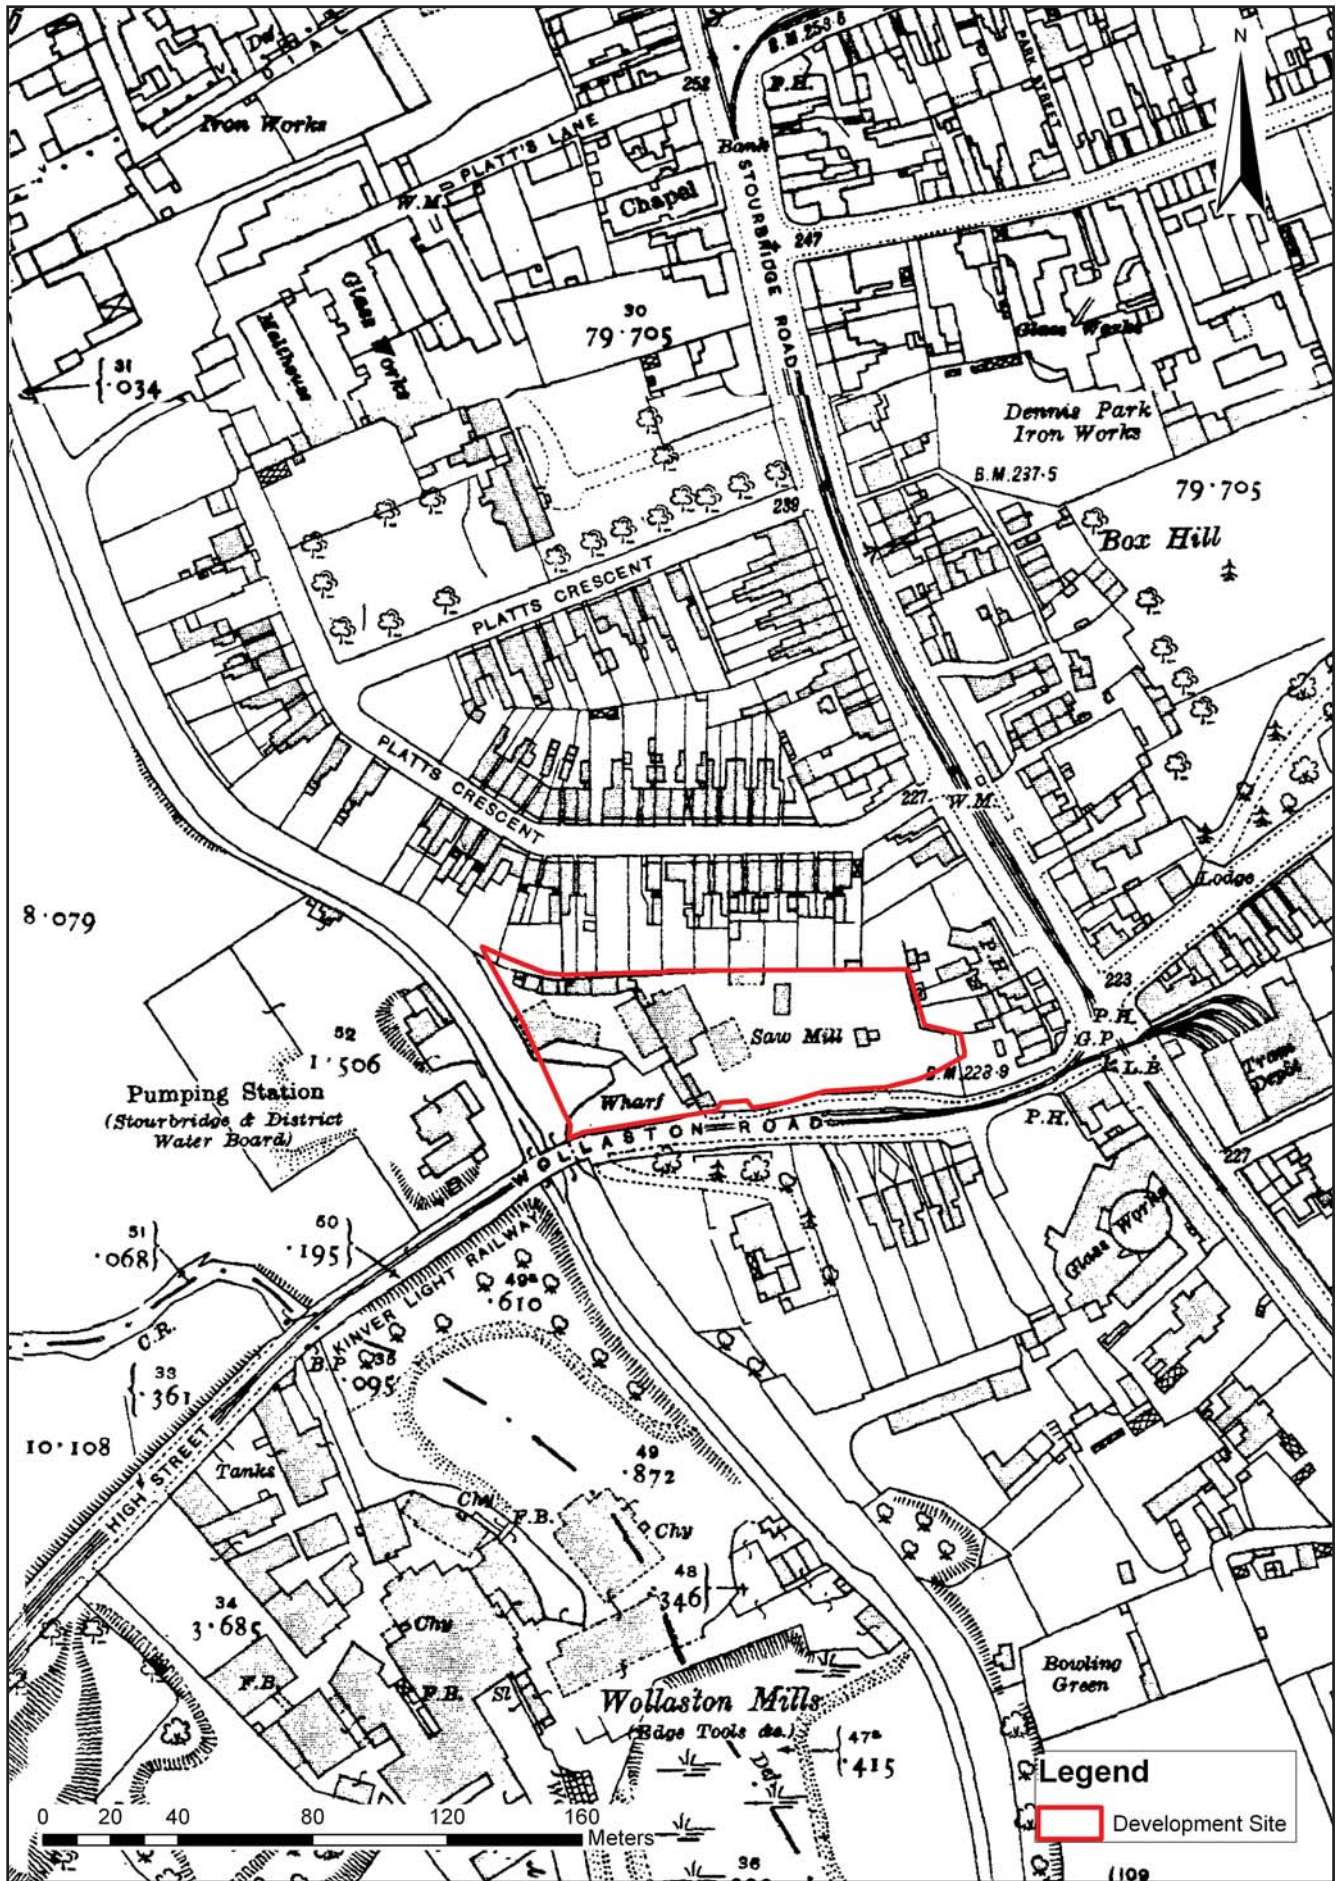 N
B.M. 253·6
Iron Works
252
P.H.
PARK STREET
PLATT'S LANE
Bank
W.M.
Chapel
STOURBRIDGE ROAD
247
Glass Works
Malthouse
30
79·705
Glass Works
31
·034
Dennis Park
Iron Works
B.M. 237·5
79·705
239
Box Hill
PLATTS CRESCENT
PLATTS CRESCENT
227
W.M.
Lodge
8·079
P.H.
223
P.H.
G.P.
L.B.
Tram
Depôt
52
1·506
Saw Mill
Pumping Station
(Stourbridge & District
Water Board)
Wharf
B.M. 223·9
P.H.
WOLLASTON ROAD
227
51
·068
50
·195
Glass Works
KINVER LIGHT RAILWAY
49a
·610
C.R.
B.P.
35
·095
33
·361
10·108
HIGH STREET
Tanks
49
·872
Chy
F.B.
Chy
48
·346
34
3·685
Chy
F.B.
F.B.
Sl
Wollaston Mills
(Edge Tools &c.)
Bowling
Green
47a
·415
Def
Legend
Development Site
0 20 40 80 120 160
Meters
36
(109